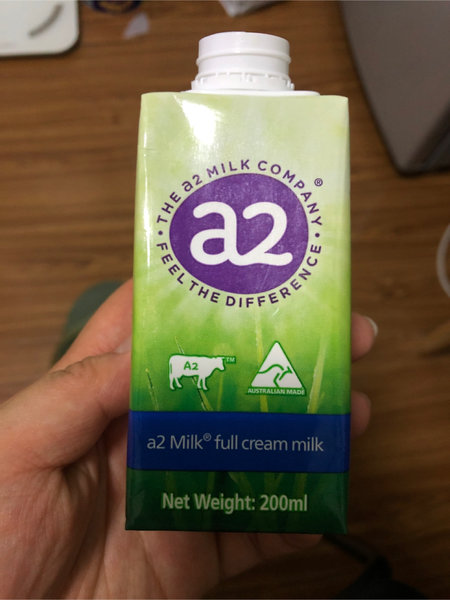 THE a2 MILK COMPANY ®
a2
• FEEL THE DIFFERENCE •
A2 ™
AUSTRALIAN MADE
a2 Milk® full cream milk
Net Weight: 200ml